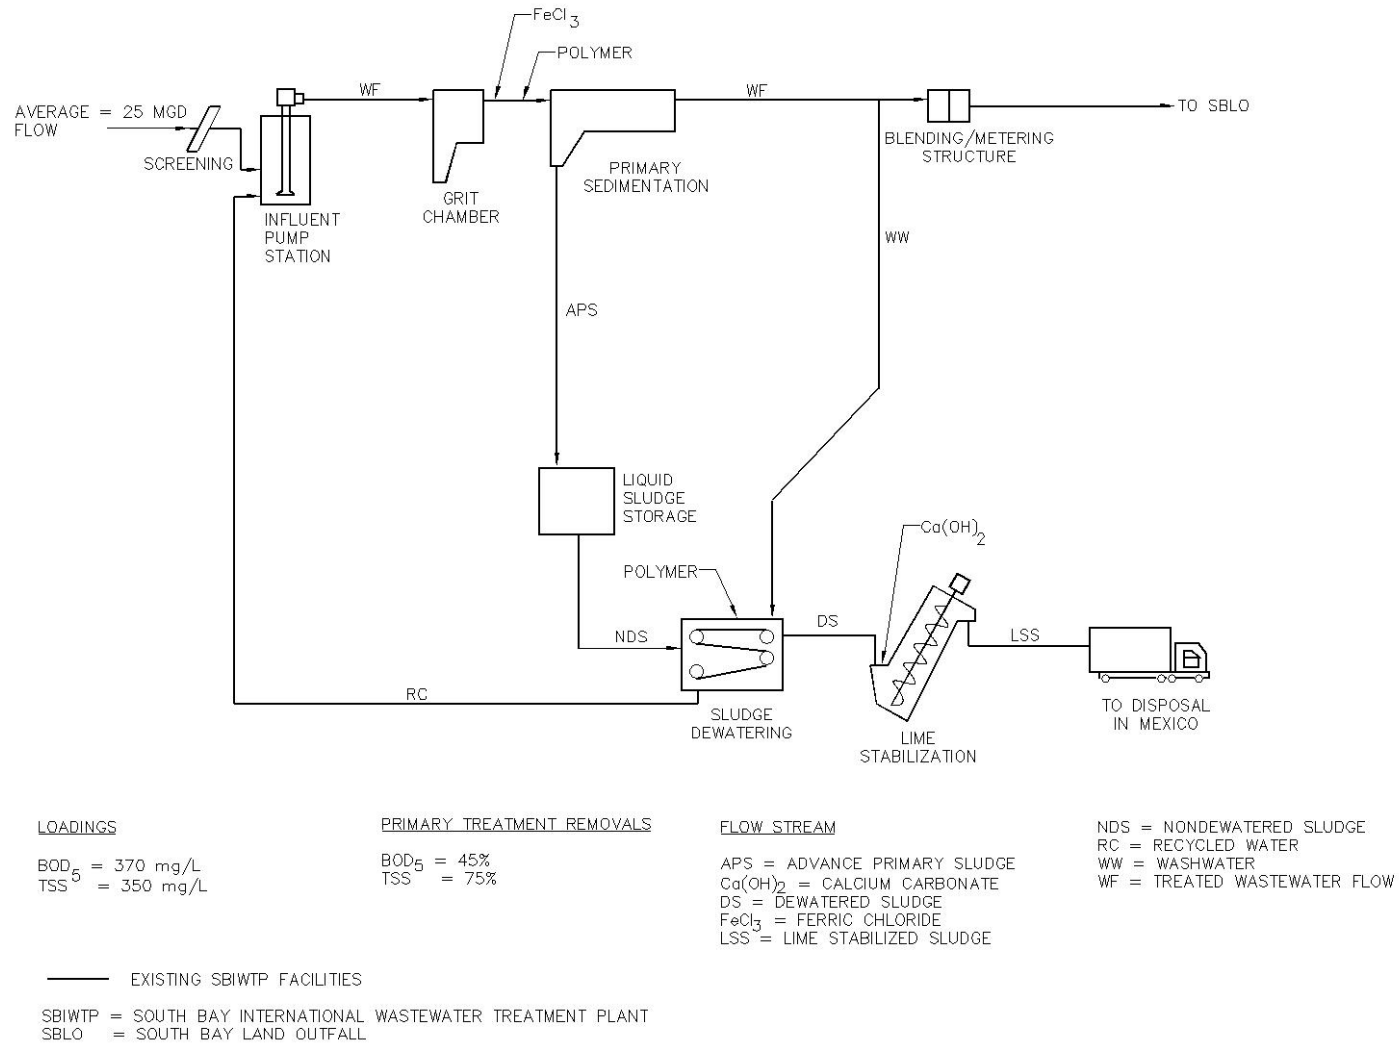 FeCl3
POLYMER
AVERAGE = 25 MGD
FLOW
WF
WF
TO SBLO
SCREENING
BLENDING/METERING
STRUCTURE
PRIMARY
SEDIMENTATION
GRIT
CHAMBER
INFLUENT
PUMP
STATION
WW
APS
LIQUID
SLUDGE
STORAGE
Ca(OH)2
POLYMER
DS
NDS
LSS
RC
SLUDGE
DEWATERING
TO DISPOSAL
IN MEXICO
LIME
STABILIZATION
LOADINGS
BOD5 = 370 mg/L
TSS = 350 mg/L
PRIMARY TREATMENT REMOVALS
BOD5 = 45%
TSS = 75%
FLOW STREAM
APS = ADVANCE PRIMARY SLUDGE
Ca(OH)2 = CALCIUM CARBONATE
DS = DEWATERED SLUDGE
FeCl3 = FERRIC CHLORIDE
LSS = LIME STABILIZED SLUDGE
NDS = NONDEWATERED SLUDGE
RC = RECYCLED WATER
WW = WASHWATER
WF = TREATED WASTEWATER FLOW
EXISTING SBIWTP FACILITIES
SBIWTP = SOUTH BAY INTERNATIONAL WASTEWATER TREATMENT PLANT
SBLO = SOUTH BAY LAND OUTFALL